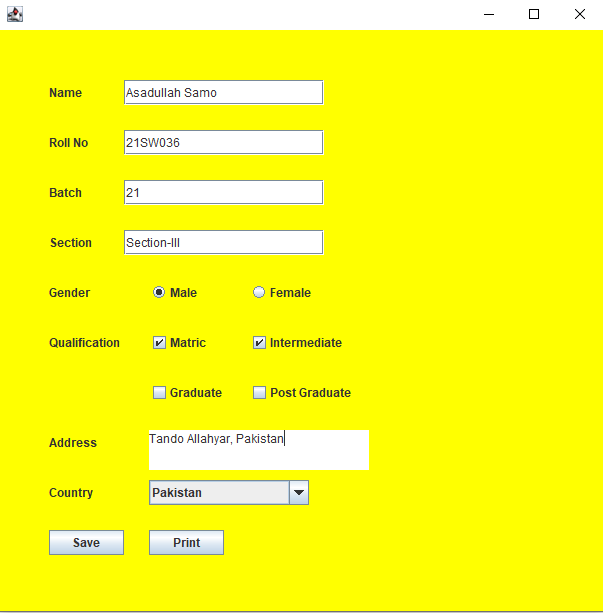 Name Asadullah Samo
Roll No 21SW036
Batch 21
Section Section-III
Gender Male Female
Qualification Matric Intermediate
Graduate Post Graduate
Address Tando Allahyar, Pakistan
Country Pakistan
Save Print